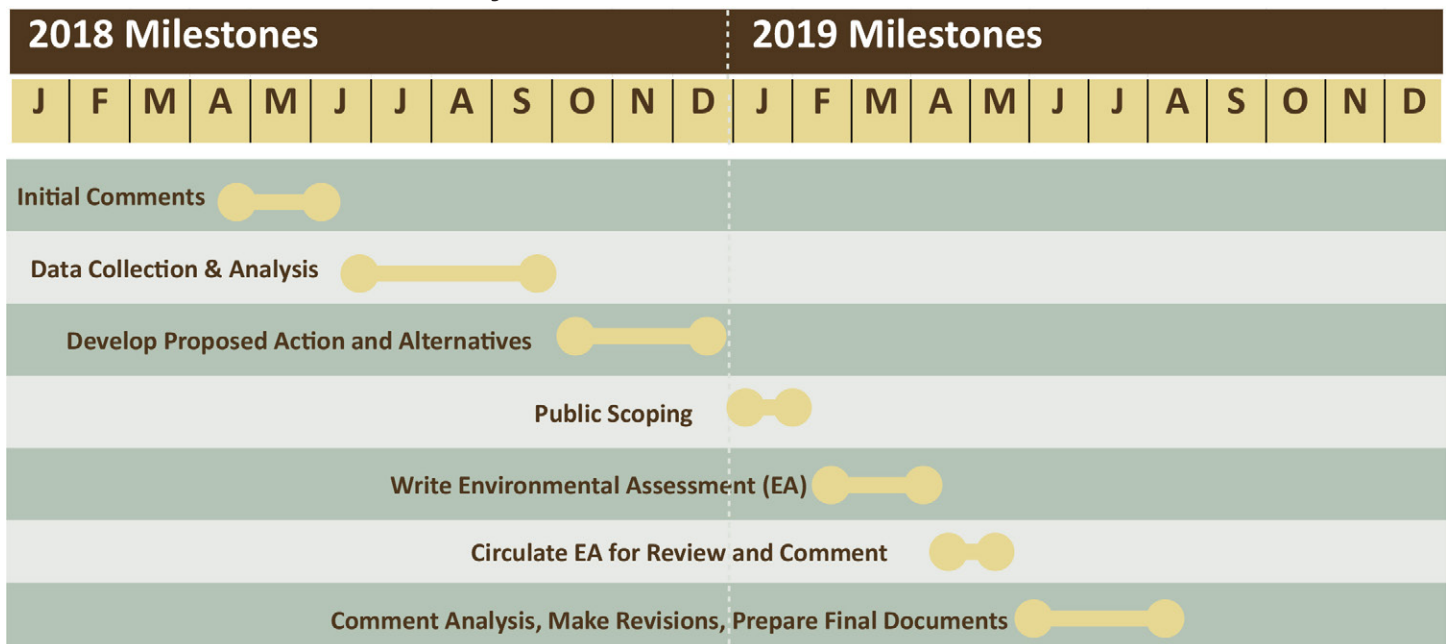 2018 Milestones 2019 Milestones
J F M A M J J A S O N D J F M A M J J A S O N D
Initial Comments
Data Collection & Analysis
Develop Proposed Action and Alternatives
Public Scoping
Write Environmental Assessment (EA)
Circulate EA for Review and Comment
Comment Analysis, Make Revisions, Prepare Final Documents